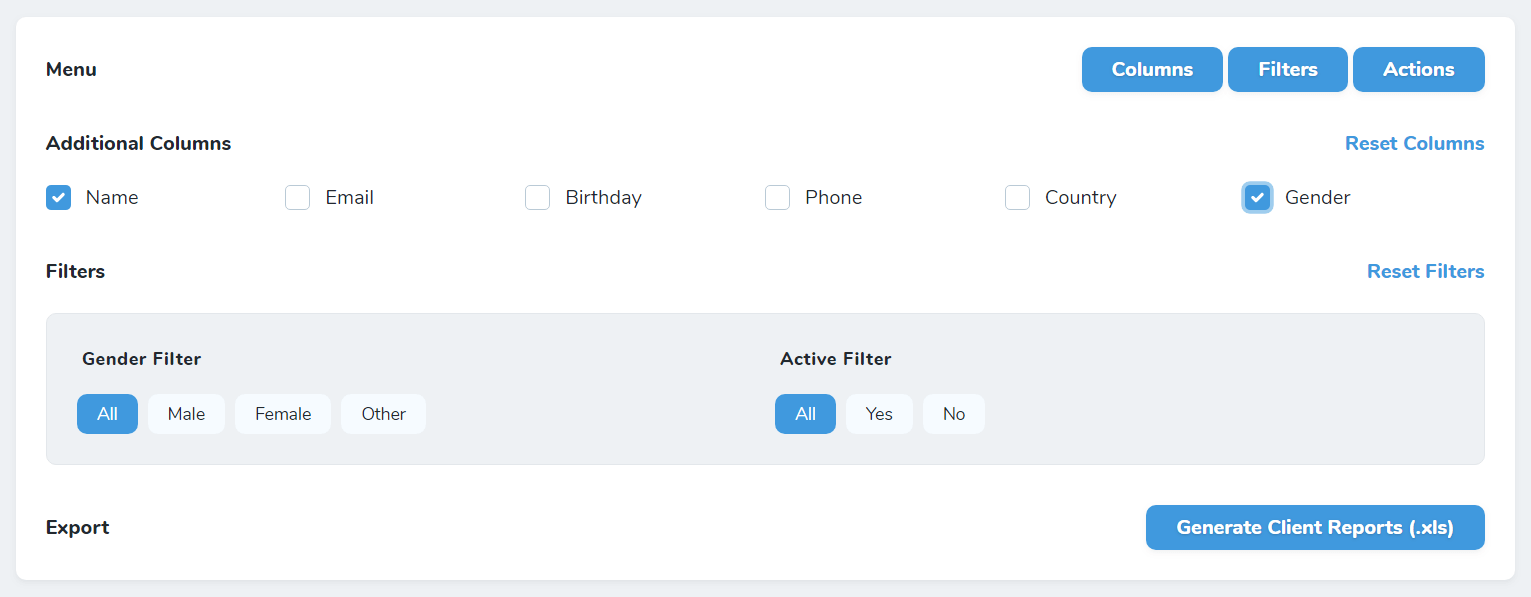 Menu Columns Filters Actions
Additional Columns Reset Columns
Name Email Birthday Phone Country Gender
Filters Reset Filters
Gender Filter Active Filter
All Male Female Other All Yes No
Export Generate Client Reports (.xls)